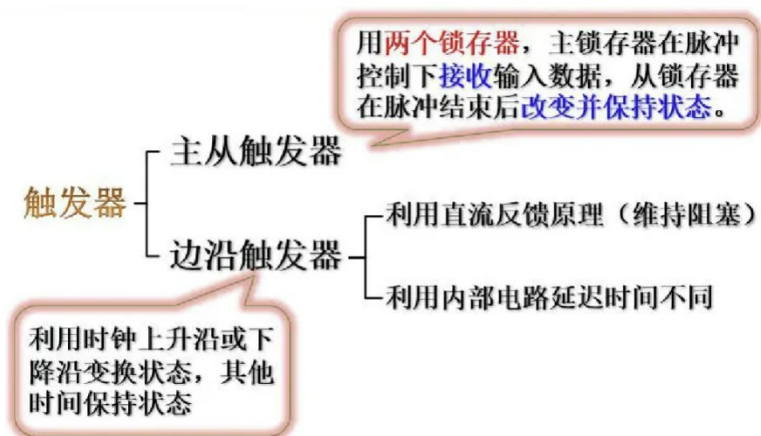 用两个锁存器，主锁存器在脉冲
控制下接收输入数据，从锁存器
在脉冲结束后改变并保持状态。
主从触发器
触发器
利用直流反馈原理（维持阻塞）
边沿触发器
利用内部电路延迟时间不同
利用时钟上升沿或下
降沿变换状态，其他
时间保持状态